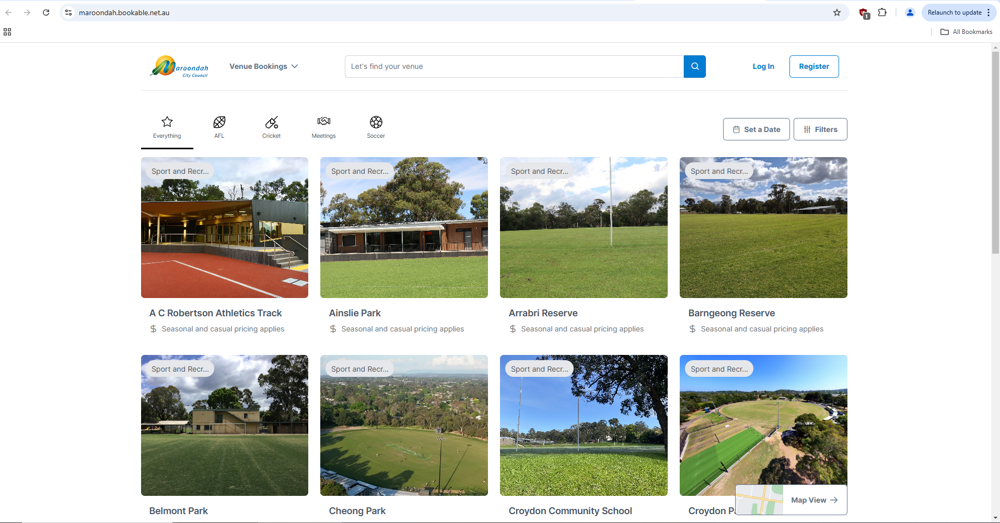 maroondah.bookable.net.au
1
Relaunch to update
All Bookmarks
Maroondah
City Council
Venue Bookings
Let's find your venue
Log In
Register
Everything
AFL
Cricket
Meetings
Soccer
Set a Date
Filters
Sport and Recr...
Sport and Recr...
Sport and Recr...
Sport and Recr...
A C Robertson Athletics Track
Ainslie Park
Arrabri Reserve
Barngeong Reserve
$ Seasonal and casual pricing applies
$ Seasonal and casual pricing applies
$ Seasonal and casual pricing applies
$ Seasonal and casual pricing applies
Sport and Recr...
Sport and Recr...
Sport and Recr...
Sport and Recr...
Map View
Belmont Park
Cheong Park
Croydon Community School
Croydon P